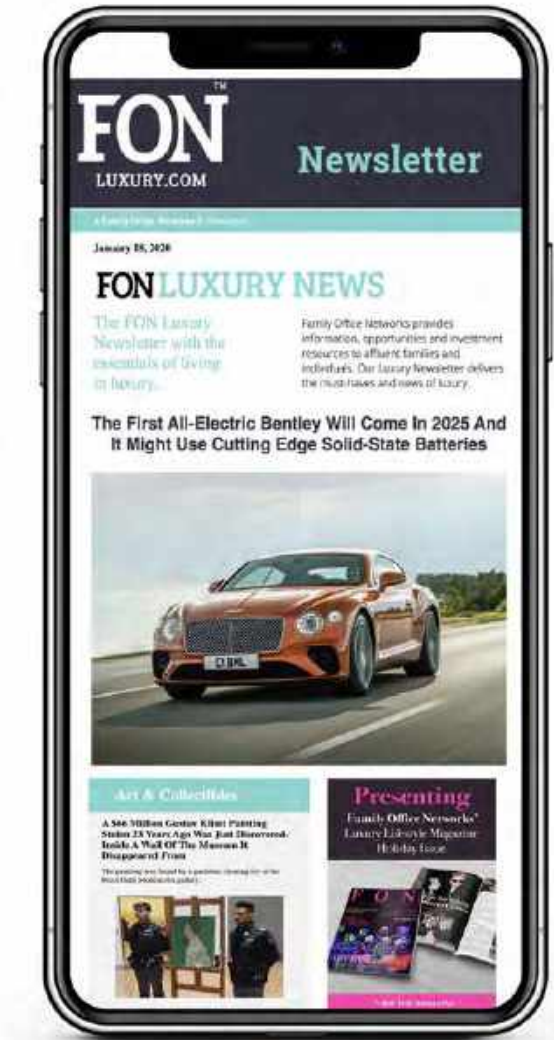 FON™
LUXURY.COM
Newsletter
January 08, 2020
FON LUXURY NEWS
The FON Luxury
Newsletter with the
essentials of living
in luxury.
Family Office Networks provides
information, opportunities and investment
resources to affluent families and
individuals. Our Luxury Newsletter delivers
the must-haves and news of luxury.
The First All-Electric Bentley Will Come In 2025 And
It Might Use Cutting Edge Solid-State Batteries
Art & Collectibles
A $66 Million Gustav Klimt Painting
Stolen 23 Years Ago Was Just Discovered-
Inside A Wall Of The Museum It
Disappeared From
Presenting
Family Office Networks'
Luxury Lifestyle Magazine
Holiday Issue
FON